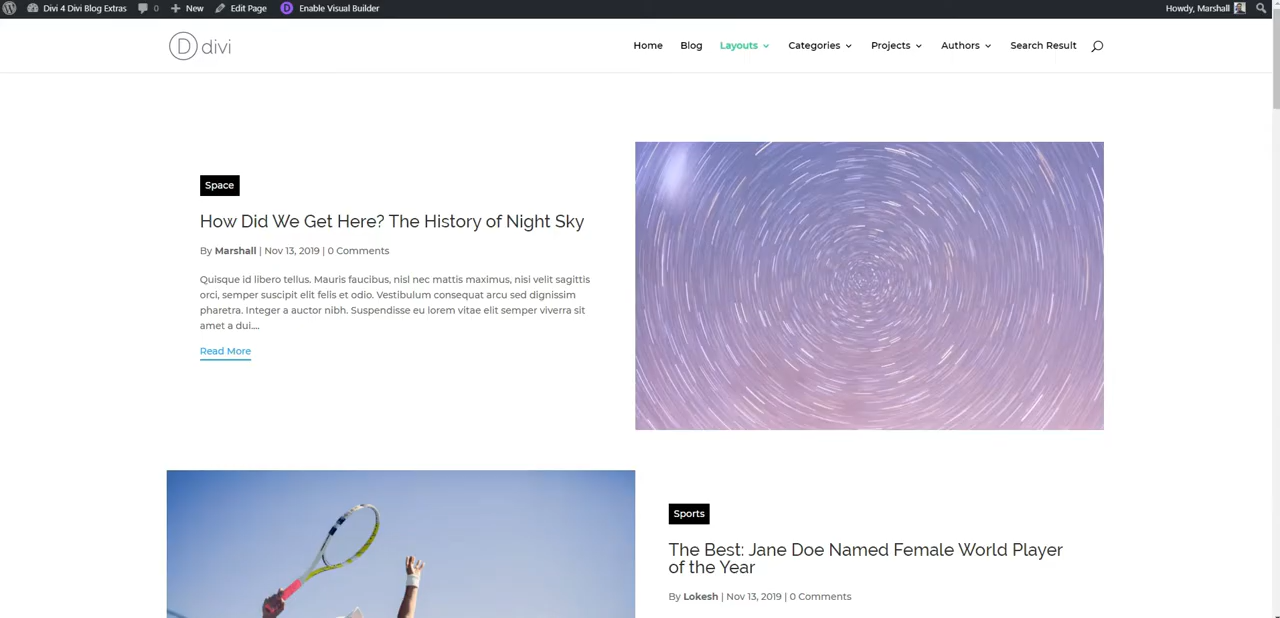 Divi 4 Divi Blog Extras 0 New Edit Page Enable Visual Builder Howdy, Marshall
D divi
Home Blog Layouts Categories Projects Authors Search Result
Space
How Did We Get Here? The History of Night Sky
By Marshall | Nov 13, 2019 | 0 Comments
Quisque id libero tellus. Mauris faucibus, nisl nec mattis maximus, nisi velit sagittis
orci, semper suscipit elit felis et odio. Vestibulum consequat arcu sed dignissim
pharetra. Integer a auctor nibh. Suspendisse eu lorem vitae elit semper viverra sit
amet a dui....
Read More
Sports
The Best: Jane Doe Named Female World Player
of the Year
By Lokesh | Nov 13, 2019 | 0 Comments